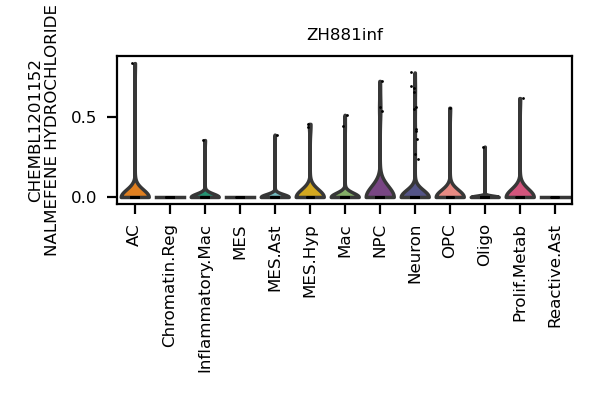 ZH881inf
CHEMBL1201152
NALMEFENE HYDROCHLORIDE
0.5
0.0
AC
Chromatin.Reg
Inflammatory.Mac
MES
MES.Ast
MES.Hyp
Mac
NPC
Neuron
OPC
Oligo
Prolif.Metab
Reactive.Ast